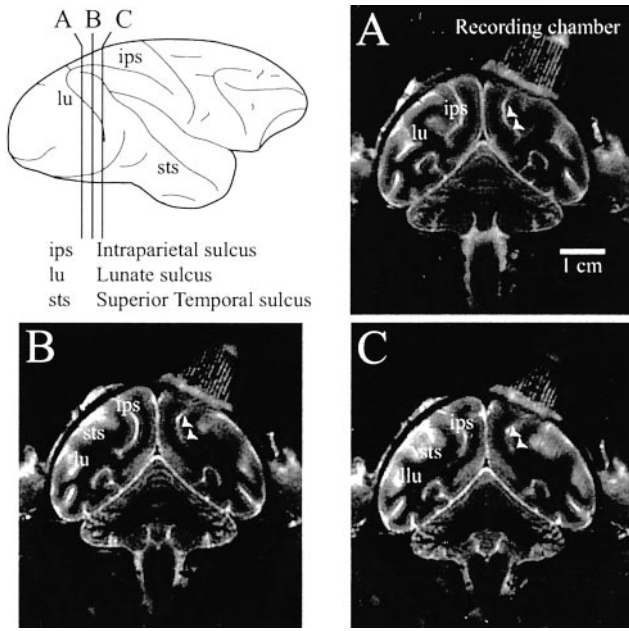 A B C
ips
lu
sts
ips Intraparietal sulcus
lu Lunate sulcus
sts Superior Temporal sulcus
A
Recording chamber
ips
lu
1 cm
B
ips
sts
lu
C
ips
sts
llu